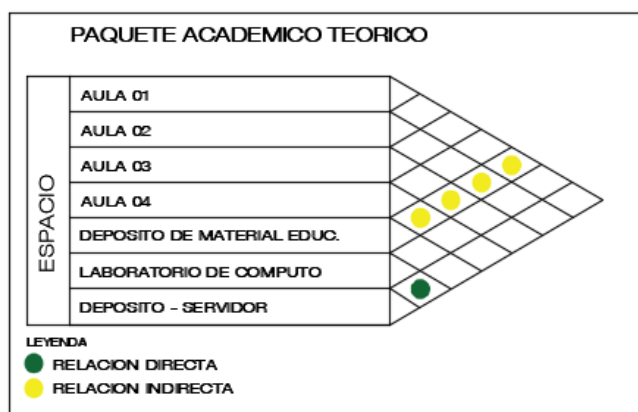 PAQUETE ACADEMICO TEORICO
ESPACIO
AULA 01
AULA 02
AULA 03
AULA 04
DEPOSITO DE MATERIAL EDUC.
LABORATORIO DE COMPUTO
DEPOSITO - SERVIDOR
LEYENDA
RELACION DIRECTA
RELACION INDIRECTA